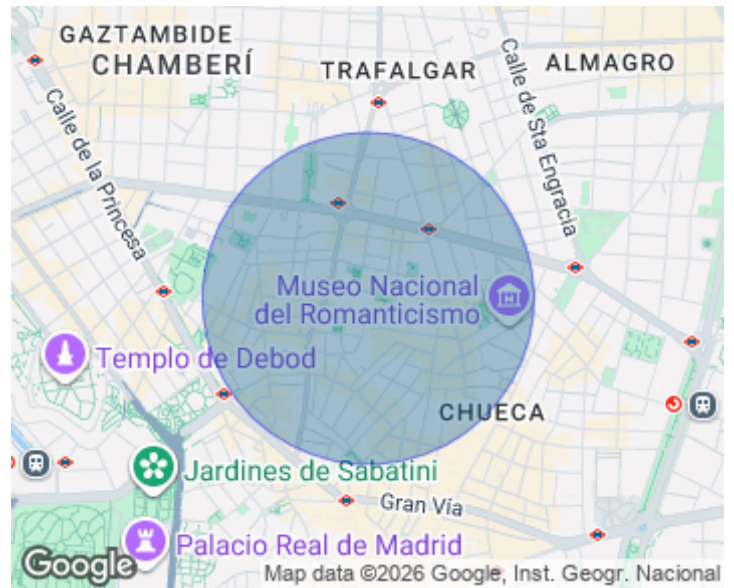 GAZTAMBIDE
CHAMBERÍ
TRAFALGAR
ALMAGRO
Calle de la Princesa
Calle de Sta Engracia
Museo Nacional
del Romanticismo
Templo de Debod
CHUECA
Jardines de Sabatini
Gran Vía
Palacio Real de Madrid
Google
Map data ©2026 Google, Inst. Geogr. Nacional